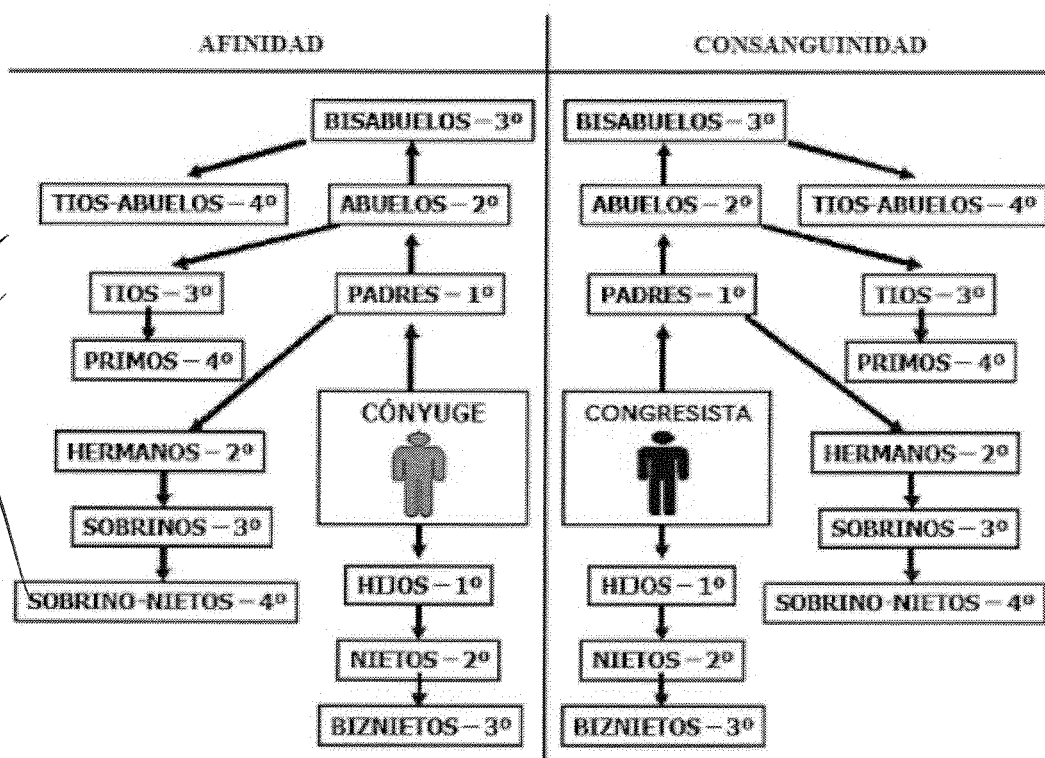 AFINIDAD CONSANGUINIDAD
BISABUELOS – 3º BISABUELOS – 3º
TIOS-ABUELOS – 4º ABUELOS – 2º ABUELOS – 2º TIOS-ABUELOS – 4º
TIOS – 3º PADRES – 1º PADRES – 1º TIOS – 3º
PRIMOS – 4º PRIMOS – 4º
CÓNYUGE CONGRESISTA
HERMANOS – 2º HERMANOS – 2º
SOBRINOS – 3º SOBRINOS – 3º
HIJOS – 1º HIJOS – 1º
SOBRINO-NIETOS – 4º SOBRINO-NIETOS – 4º
NIETOS – 2º NIETOS – 2º
BIZNIETOS – 3º BIZNIETOS – 3º